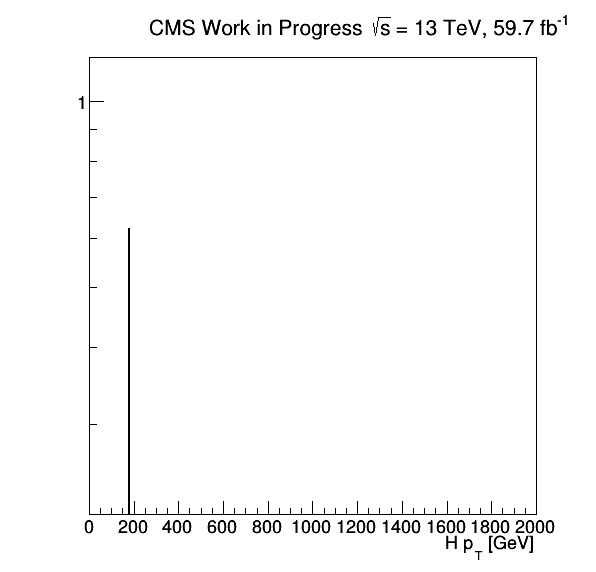 CMS Work in Progress √s = 13 TeV, 59.7 fb⁻¹
1
0 200 400 600 800 1000 1200 1400 1600 1800 2000
H p_T [GeV]